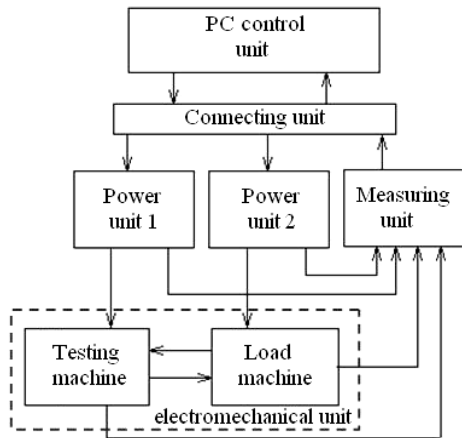 PC control
unit
Connecting unit
Power
unit 1
Power
unit 2
Measuring
unit
Testing
machine
Load
machine
electromechanical unit